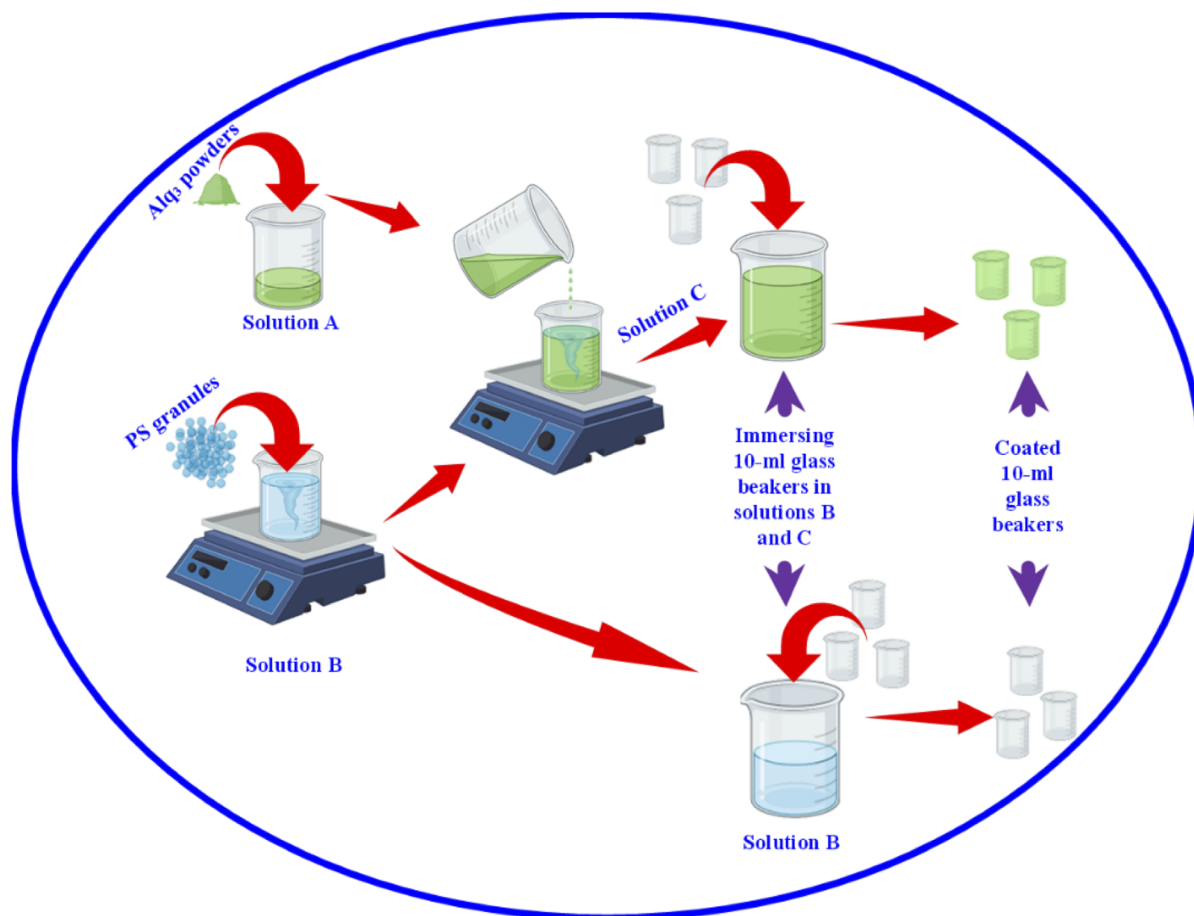 Alq₃ powders
Solution A
PS granules
Solution B
Solution C
Immersing
10-ml glass
beakers in
solutions B
and C
Coated
10-ml
glass
beakers
Solution B